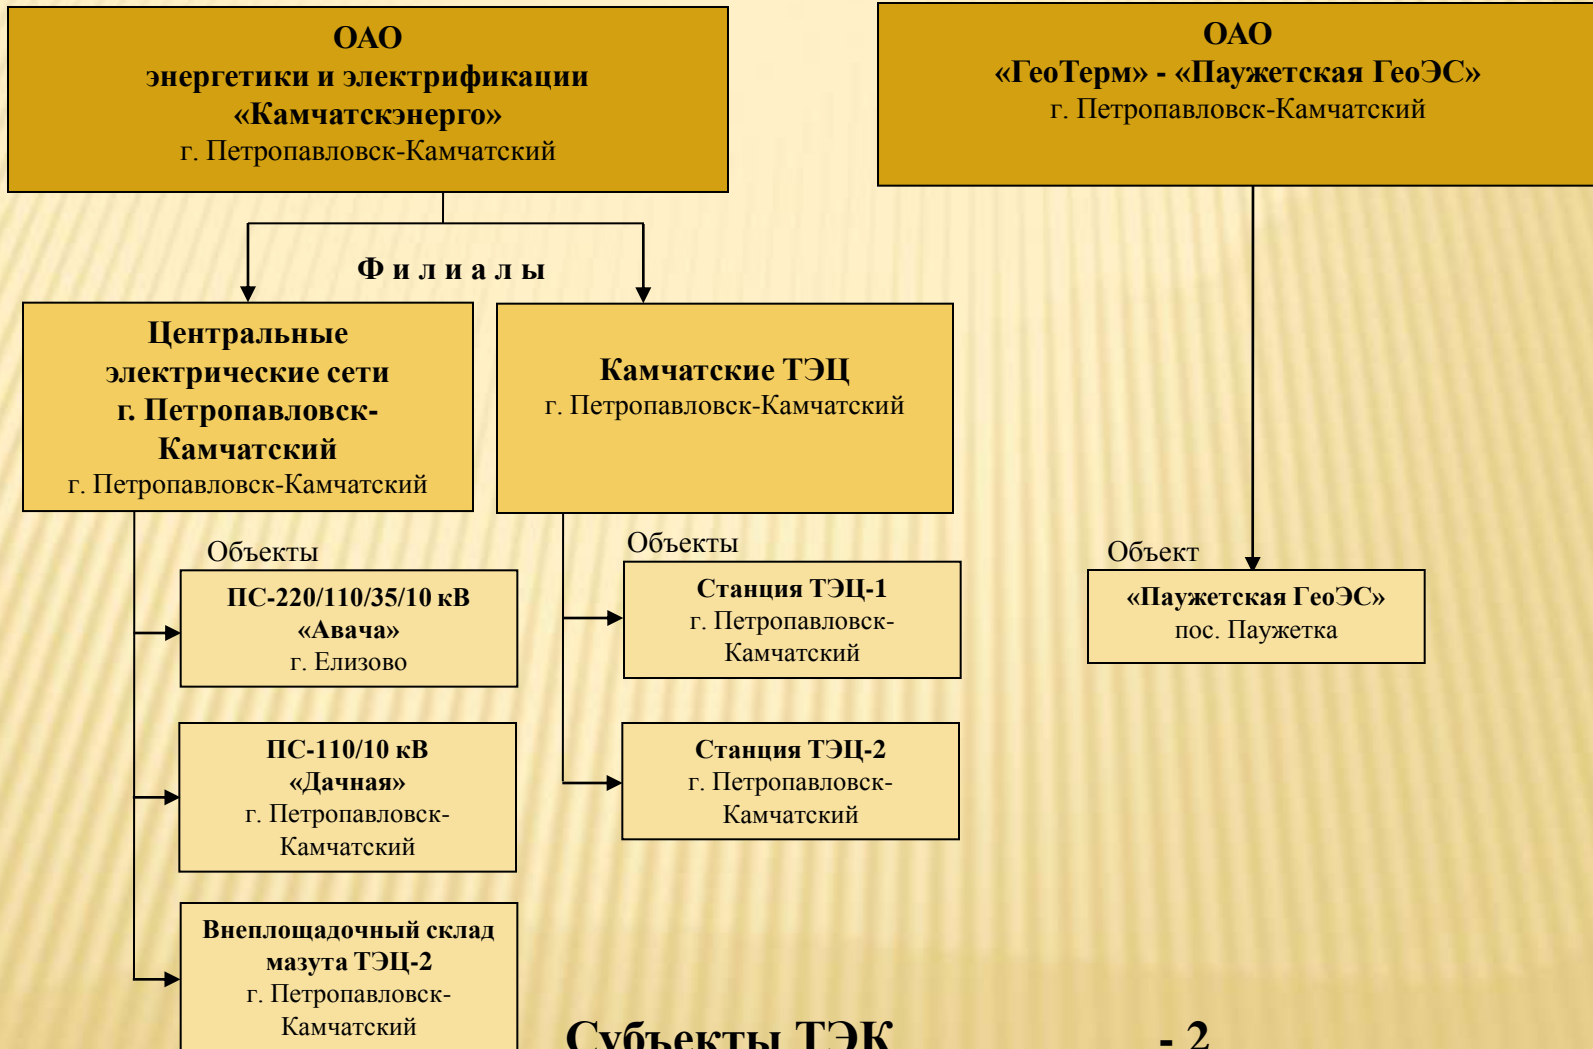 ОАО
энергетики и электрификации
«Камчатскэнерго»
г. Петропавловск-Камчатский
ОАО
«ГеоТерм» - «Паужетская ГеоЭС»
г. Петропавловск-Камчатский
Филиалы
Центральные
электрические сети
г. Петропавловск-
Камчатский
г. Петропавловск-Камчатский
Камчатские ТЭЦ
г. Петропавловск-Камчатский
Объекты
ПС-220/110/35/10 кВ
«Авача»
г. Елизово
ПС-110/10 кВ
«Дачная»
г. Петропавловск-
Камчатский
Внеплощадочный склад
мазута ТЭЦ-2
г. Петропавловск-
Камчатский
Объекты
Станция ТЭЦ-1
г. Петропавловск-
Камчатский
Станция ТЭЦ-2
г. Петропавловск-
Камчатский
Объект
«Паужетская ГеоЭС»
пос. Паужетка
Субъекты ТЭК - 2